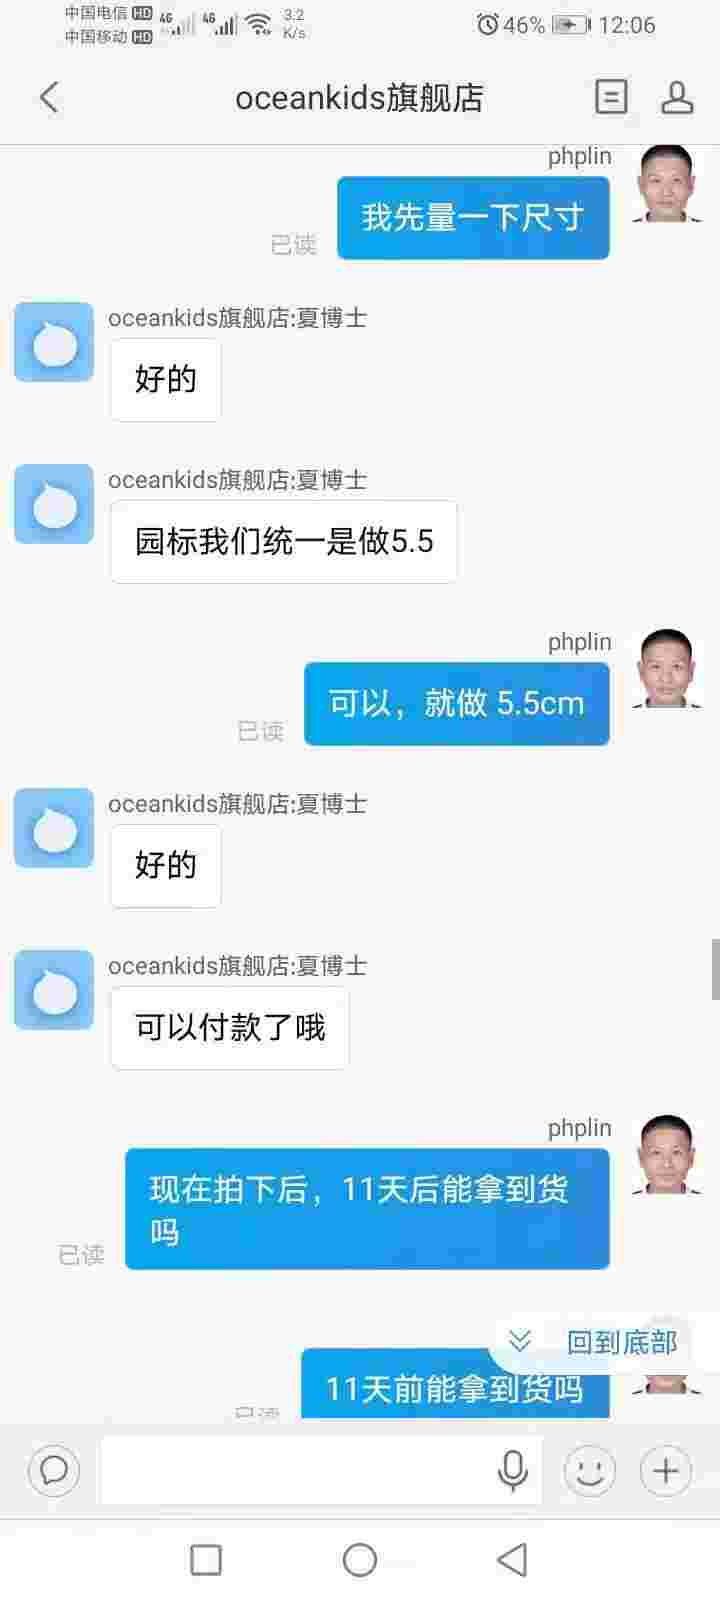 中国电信 HD 4G 4G 3.2 46% 12:06
中国移动 HD K/s
oceankids旗舰店
phplin
我先量一下尺寸
已读
oceankids旗舰店:夏博士
好的
oceankids旗舰店:夏博士
园标我们统一是做5.5
phplin
可以，就做 5.5cm
已读
oceankids旗舰店:夏博士
好的
oceankids旗舰店:夏博士
可以付款了哦
phplin
现在拍下后，11天后能拿到货
吗
已读
回到底部
11天前能拿到货吗
已读